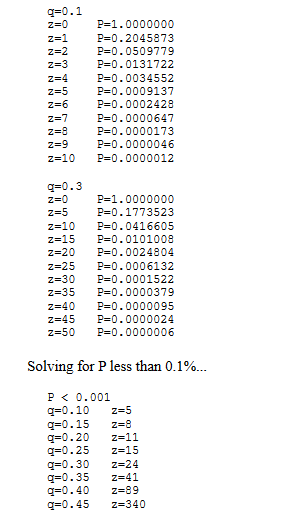 q=0.1
z=0 P=1.0000000
z=1 P=0.2045873
z=2 P=0.0509779
z=3 P=0.0131722
z=4 P=0.0034552
z=5 P=0.0009137
z=6 P=0.0002428
z=7 P=0.0000647
z=8 P=0.0000173
z=9 P=0.0000046
z=10 P=0.0000012
q=0.3
z=0 P=1.0000000
z=5 P=0.1773523
z=10 P=0.0416605
z=15 P=0.0101008
z=20 P=0.0024804
z=25 P=0.0006132
z=30 P=0.0001522
z=35 P=0.0000379
z=40 P=0.0000095
z=45 P=0.0000024
z=50 P=0.0000006
Solving for P less than 0.1%...
P < 0.001
q=0.10 z=5
q=0.15 z=8
q=0.20 z=11
q=0.25 z=15
q=0.30 z=24
q=0.35 z=41
q=0.40 z=89
q=0.45 z=340